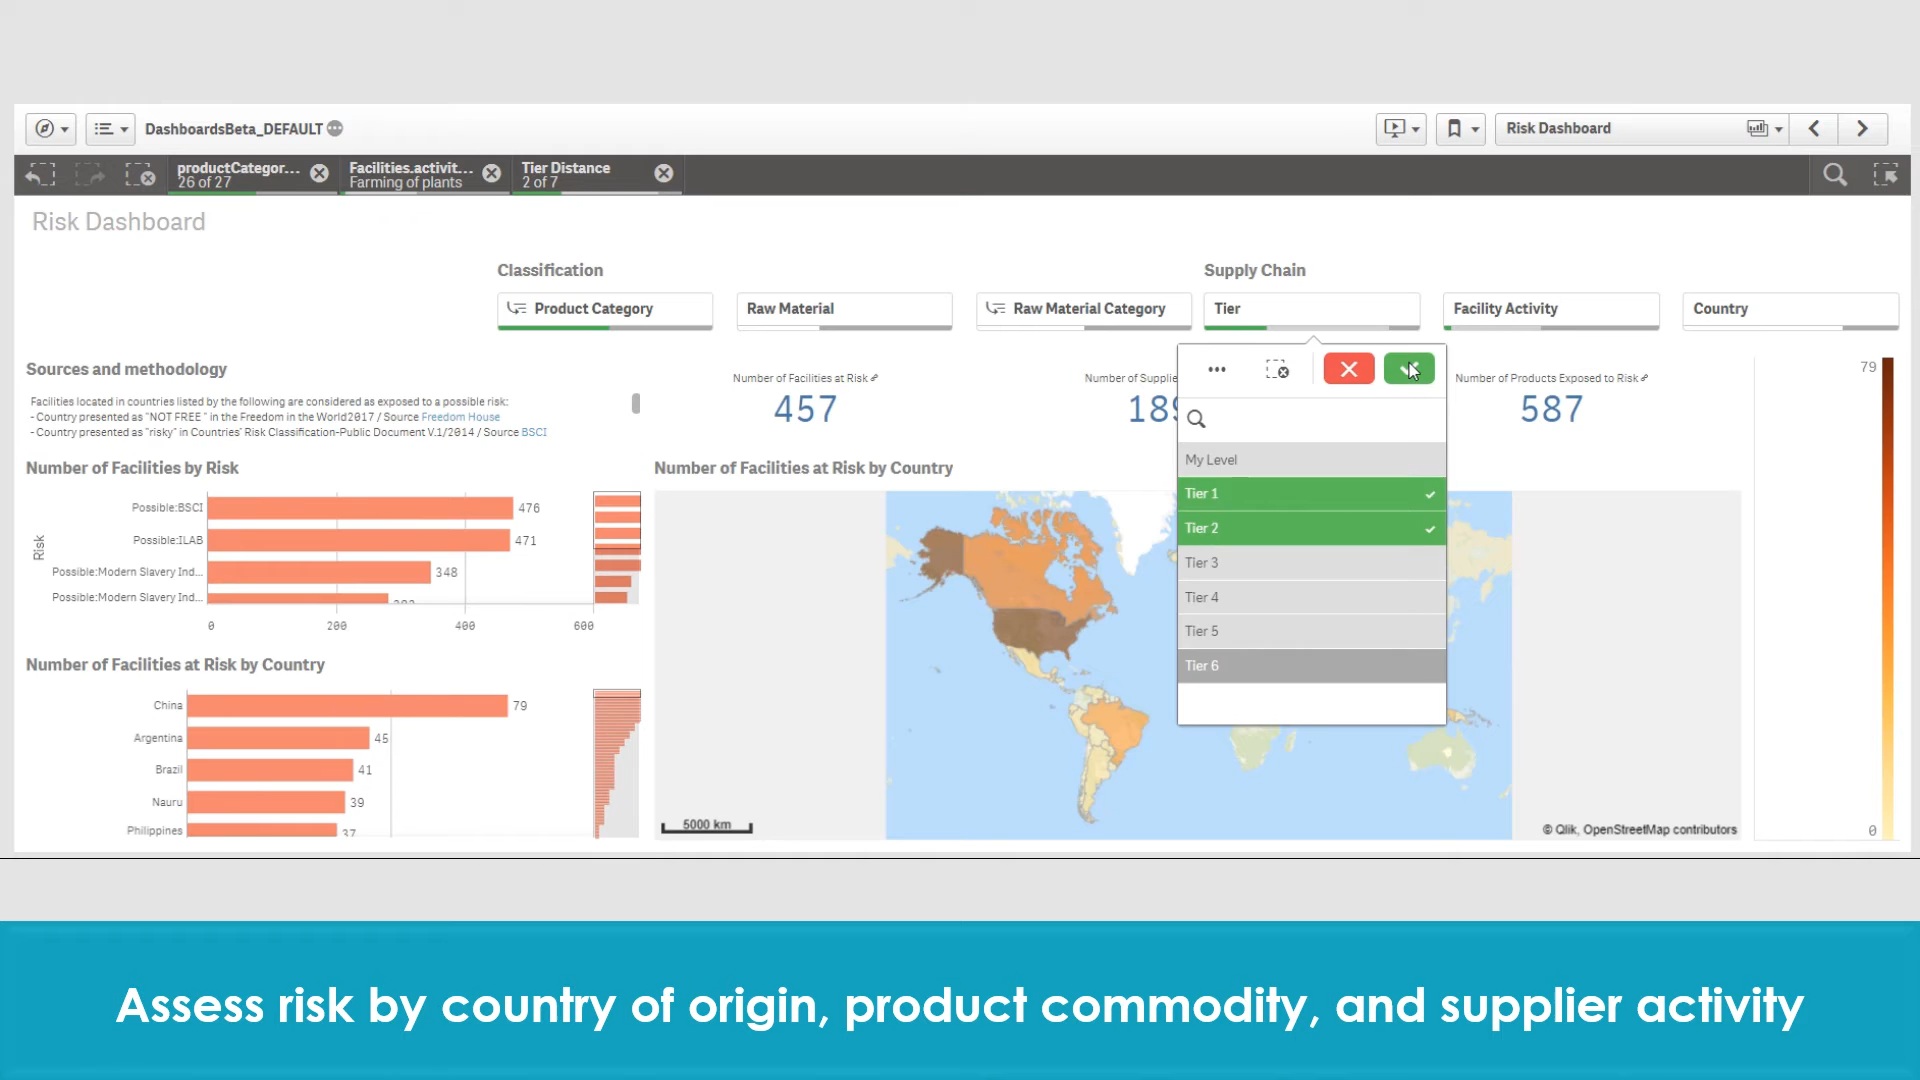 DashboardsBeta_DEFAULT
Risk Dashboard
productCategor...
26 of 27
Facilities.activit...
Farming of plants
Tier Distance
2 of 7
Risk Dashboard
Classification
Supply Chain
Product Category
Raw Material
Raw Material Category
Tier
Facility Activity
Country
Sources and methodology
Facilities located in countries listed by the following are considered as exposed to a possible risk:
- Country presented as "NOT FREE " in the Freedom in the World2017 / Source Freedom House
- Country presented as "risky" in Countries' Risk Classification-Public Document V.1/2014 / Source BSCI
Number of Facilities at Risk
457
Number of Supplie
189
Number of Products Exposed to Risk
587
My Level
Tier 1
Tier 2
Tier 3
Tier 4
Tier 5
Tier 6
79
0
Number of Facilities by Risk
Risk
Possible:BSCI
476
Possible:ILAB
471
Possible:Modern Slavery Ind...
348
Possible:Modern Slavery Ind...
0
200
400
600
Number of Facilities at Risk by Country
5000 km
© Qlik, OpenStreetMap contributors
Number of Facilities at Risk by Country
China
79
Argentina
45
Brazil
41
Nauru
39
Philippines
37
Assess risk by country of origin, product commodity, and supplier activity